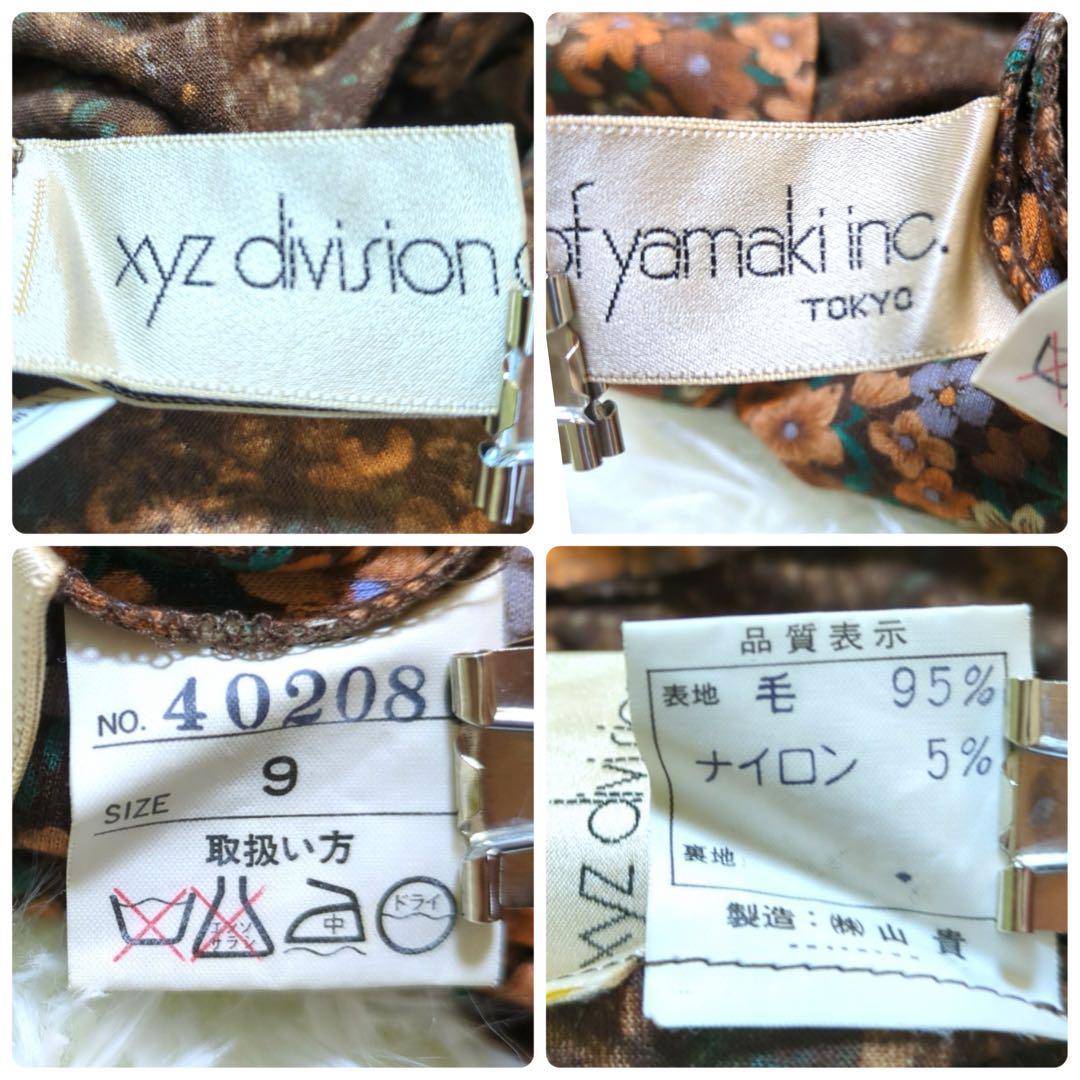 xyz division
of yamaki inc.
TOKYO
NO. 40208
SIZE 9
取扱い方
エンソ
サラシ
中
ドライ
品質表示
表地 毛 95%
ナイロン 5%
裏地
製造:㈱山貴
xyz divisio